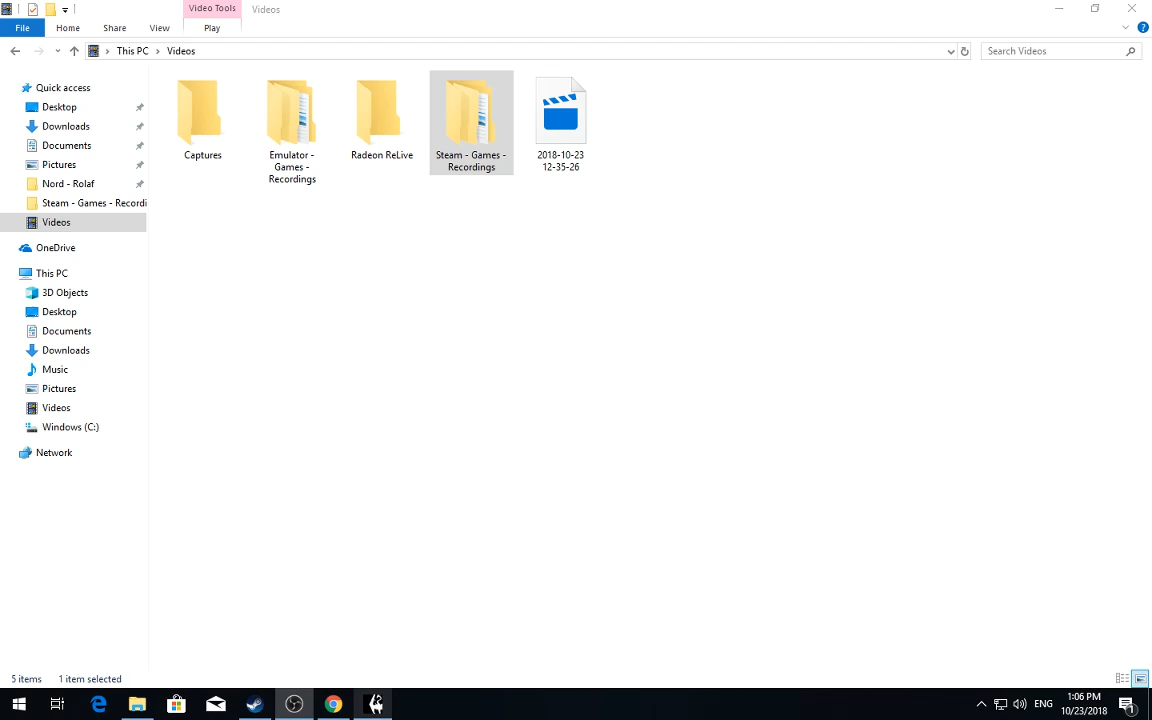 Video Tools
Videos
File
Home
Share
View
Play
This PC
Videos
Search Videos
Quick access
Desktop
Downloads
Documents
Pictures
Nord - Rolaf
Steam - Games - Recordi
Videos
OneDrive
This PC
3D Objects
Desktop
Documents
Downloads
Music
Pictures
Videos
Windows (C:)
Network
Captures
Emulator -
Games -
Recordings
Radeon ReLive
Steam - Games -
Recordings
2018-10-23
12-35-26
5 items
1 item selected
ENG
1:06 PM
10/23/2018
1